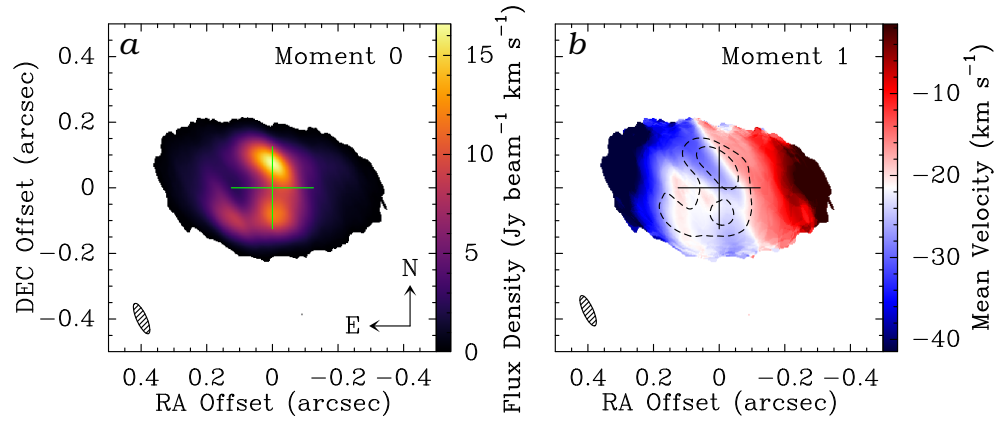 a
Moment 0
0.4
0.2
0
−0.2
−0.4
DEC Offset (arcsec)
N
E
0.4 0.2 0 −0.2 −0.4
RA Offset (arcsec)
15
10
5
0
Flux Density (Jy beam⁻¹ km s⁻¹)
b
Moment 1
0.4 0.2 0 −0.2 −0.4
RA Offset (arcsec)
−10
−20
−30
−40
Mean Velocity (km s⁻¹)